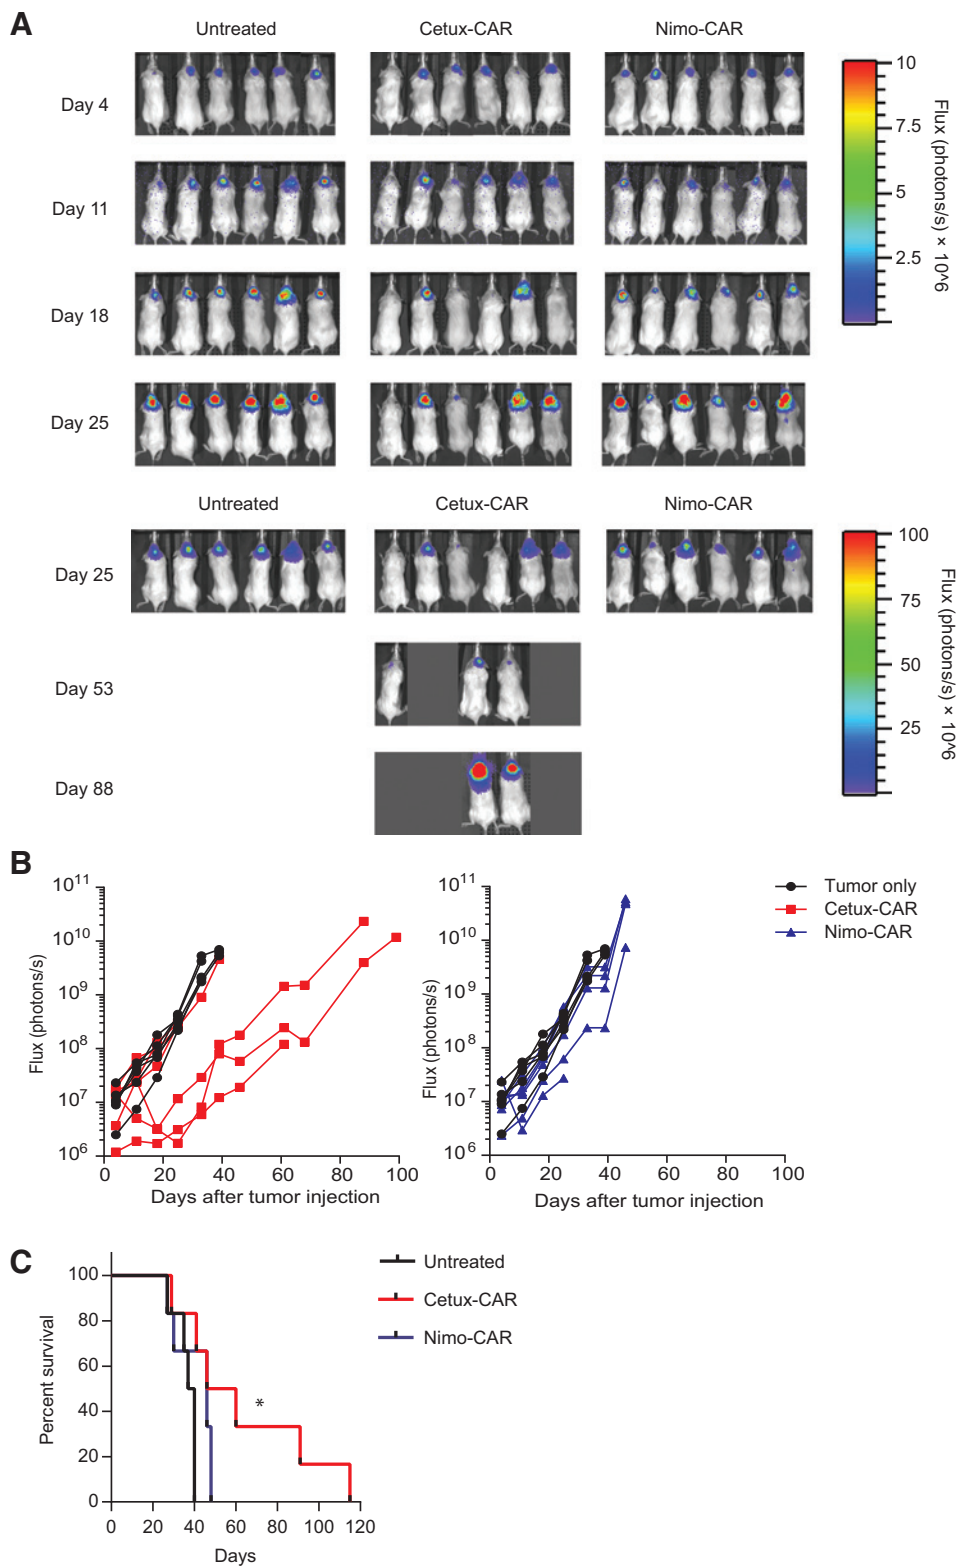 A
Untreated Cetux-CAR Nimo-CAR
Day 4
Day 11
Day 18
Day 25
10
7.5
5
2.5
Flux (photons/s) × 10^6
Untreated Cetux-CAR Nimo-CAR
Day 25
Day 53
Day 88
100
75
50
25
Flux (photons/s) × 10^6
B
Flux (photons/s)
10^11
10^10
10^9
10^8
10^7
10^6
0 20 40 60 80 100
Days after tumor injection
Flux (photons/s)
10^11
10^10
10^9
10^8
10^7
10^6
0 20 40 60 80 100
Days after tumor injection
Tumor only
Cetux-CAR
Nimo-CAR
C
Percent survival
100
80
60
40
20
0
*
0 20 40 60 80 100 120
Days
Untreated
Cetux-CAR
Nimo-CAR